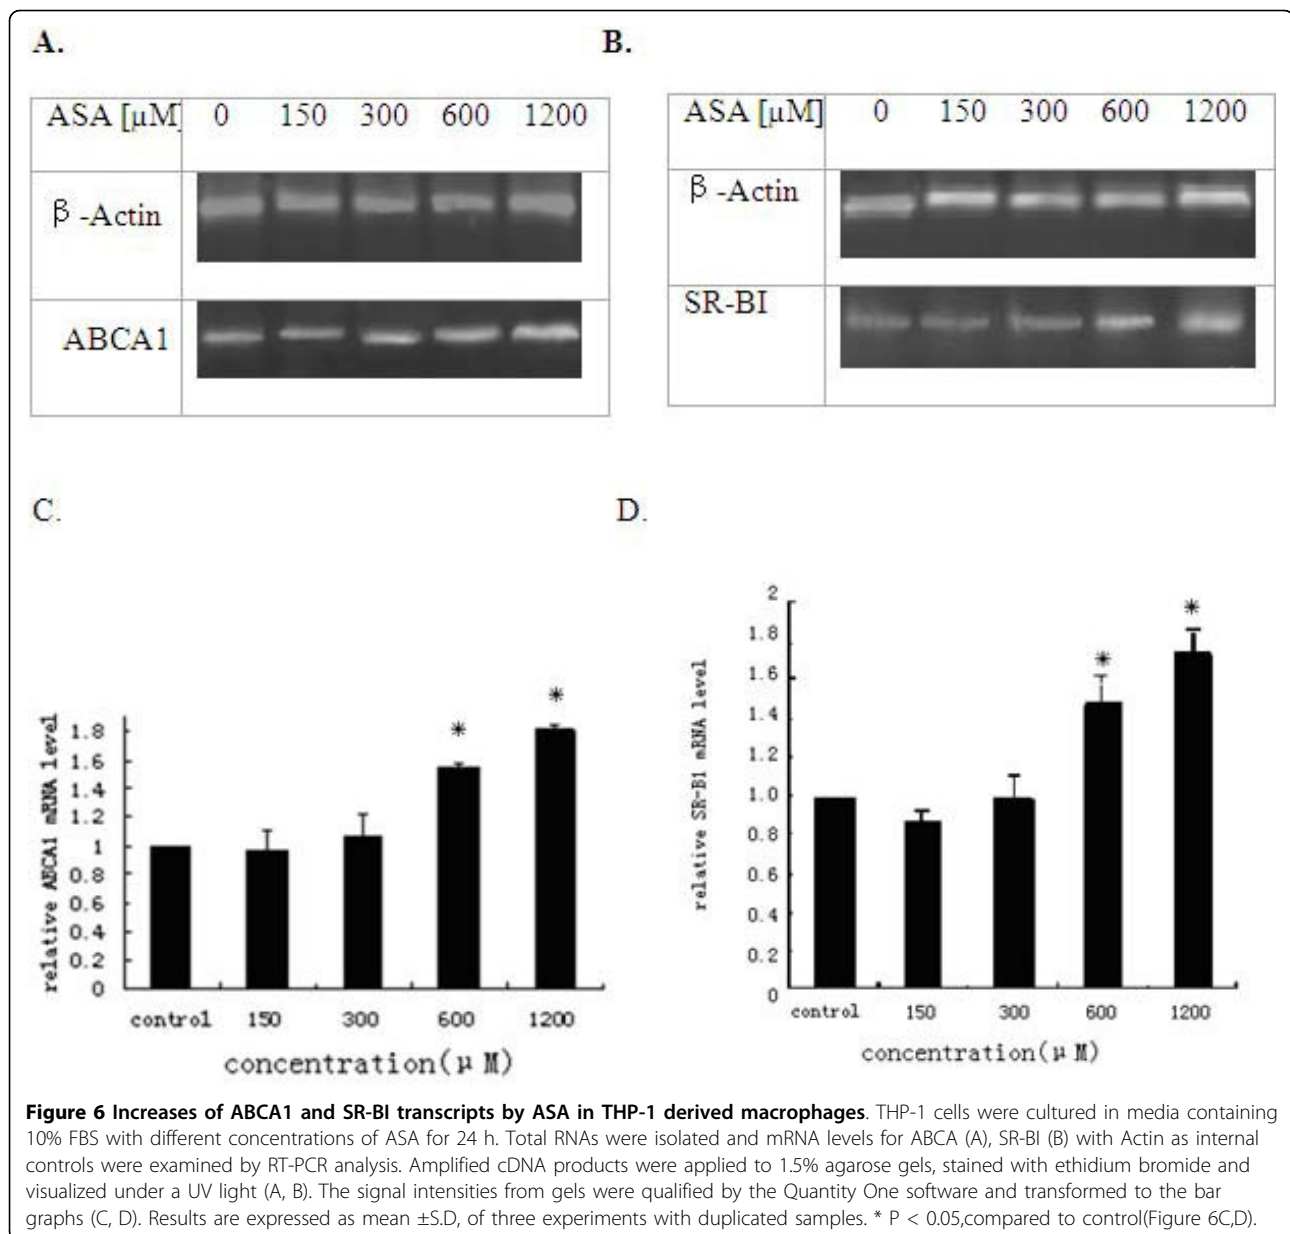 A.
ASA [μM] 0 150 300 600 1200
β-Actin
ABCA1
B.
ASA [μM] 0 150 300 600 1200
β-Actin
SR-BI
C.
relative ABCA1 mRNA level
1.8
1.6
1.4
1.2
1
0.8
0.6
0.4
0.2
0
* *
control 150 300 600 1200
concentration(μM)
D.
relative SR-B1 mRNA level
2
1.8
1.6
1.4
1.2
1.0
0.8
0.6
0.4
0.2
0
* *
control 150 300 600 1200
concentration(μM)
Figure 6 Increases of ABCA1 and SR-BI transcripts by ASA in THP-1 derived macrophages. THP-1 cells were cultured in media containing
10% FBS with different concentrations of ASA for 24 h. Total RNAs were isolated and mRNA levels for ABCA (A), SR-BI (B) with Actin as internal
controls were examined by RT-PCR analysis. Amplified cDNA products were applied to 1.5% agarose gels, stained with ethidium bromide and
visualized under a UV light (A, B). The signal intensities from gels were qualified by the Quantity One software and transformed to the bar
graphs (C, D). Results are expressed as mean ±S.D, of three experiments with duplicated samples. * P < 0.05,compared to control(Figure 6C,D).